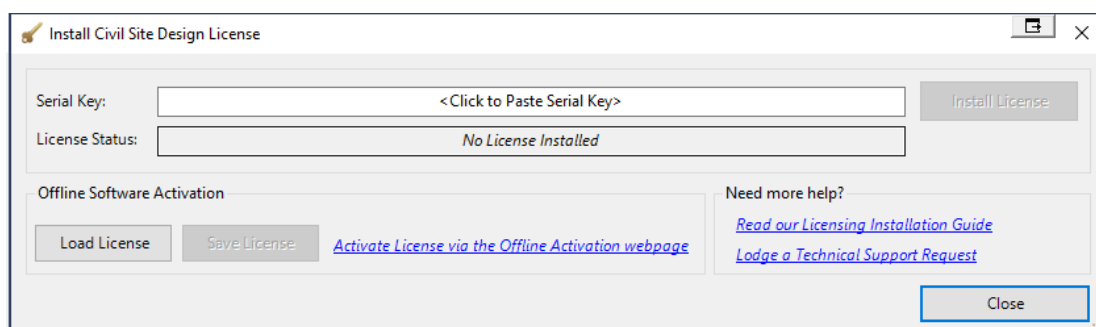 Install Civil Site Design License
Serial Key:
<Click to Paste Serial Key>
Install License
License Status:
No License Installed
Offline Software Activation
Load License
Save License
Activate License via the Offline Activation webpage
Need more help?
Read our Licensing Installation Guide
Lodge a Technical Support Request
Close